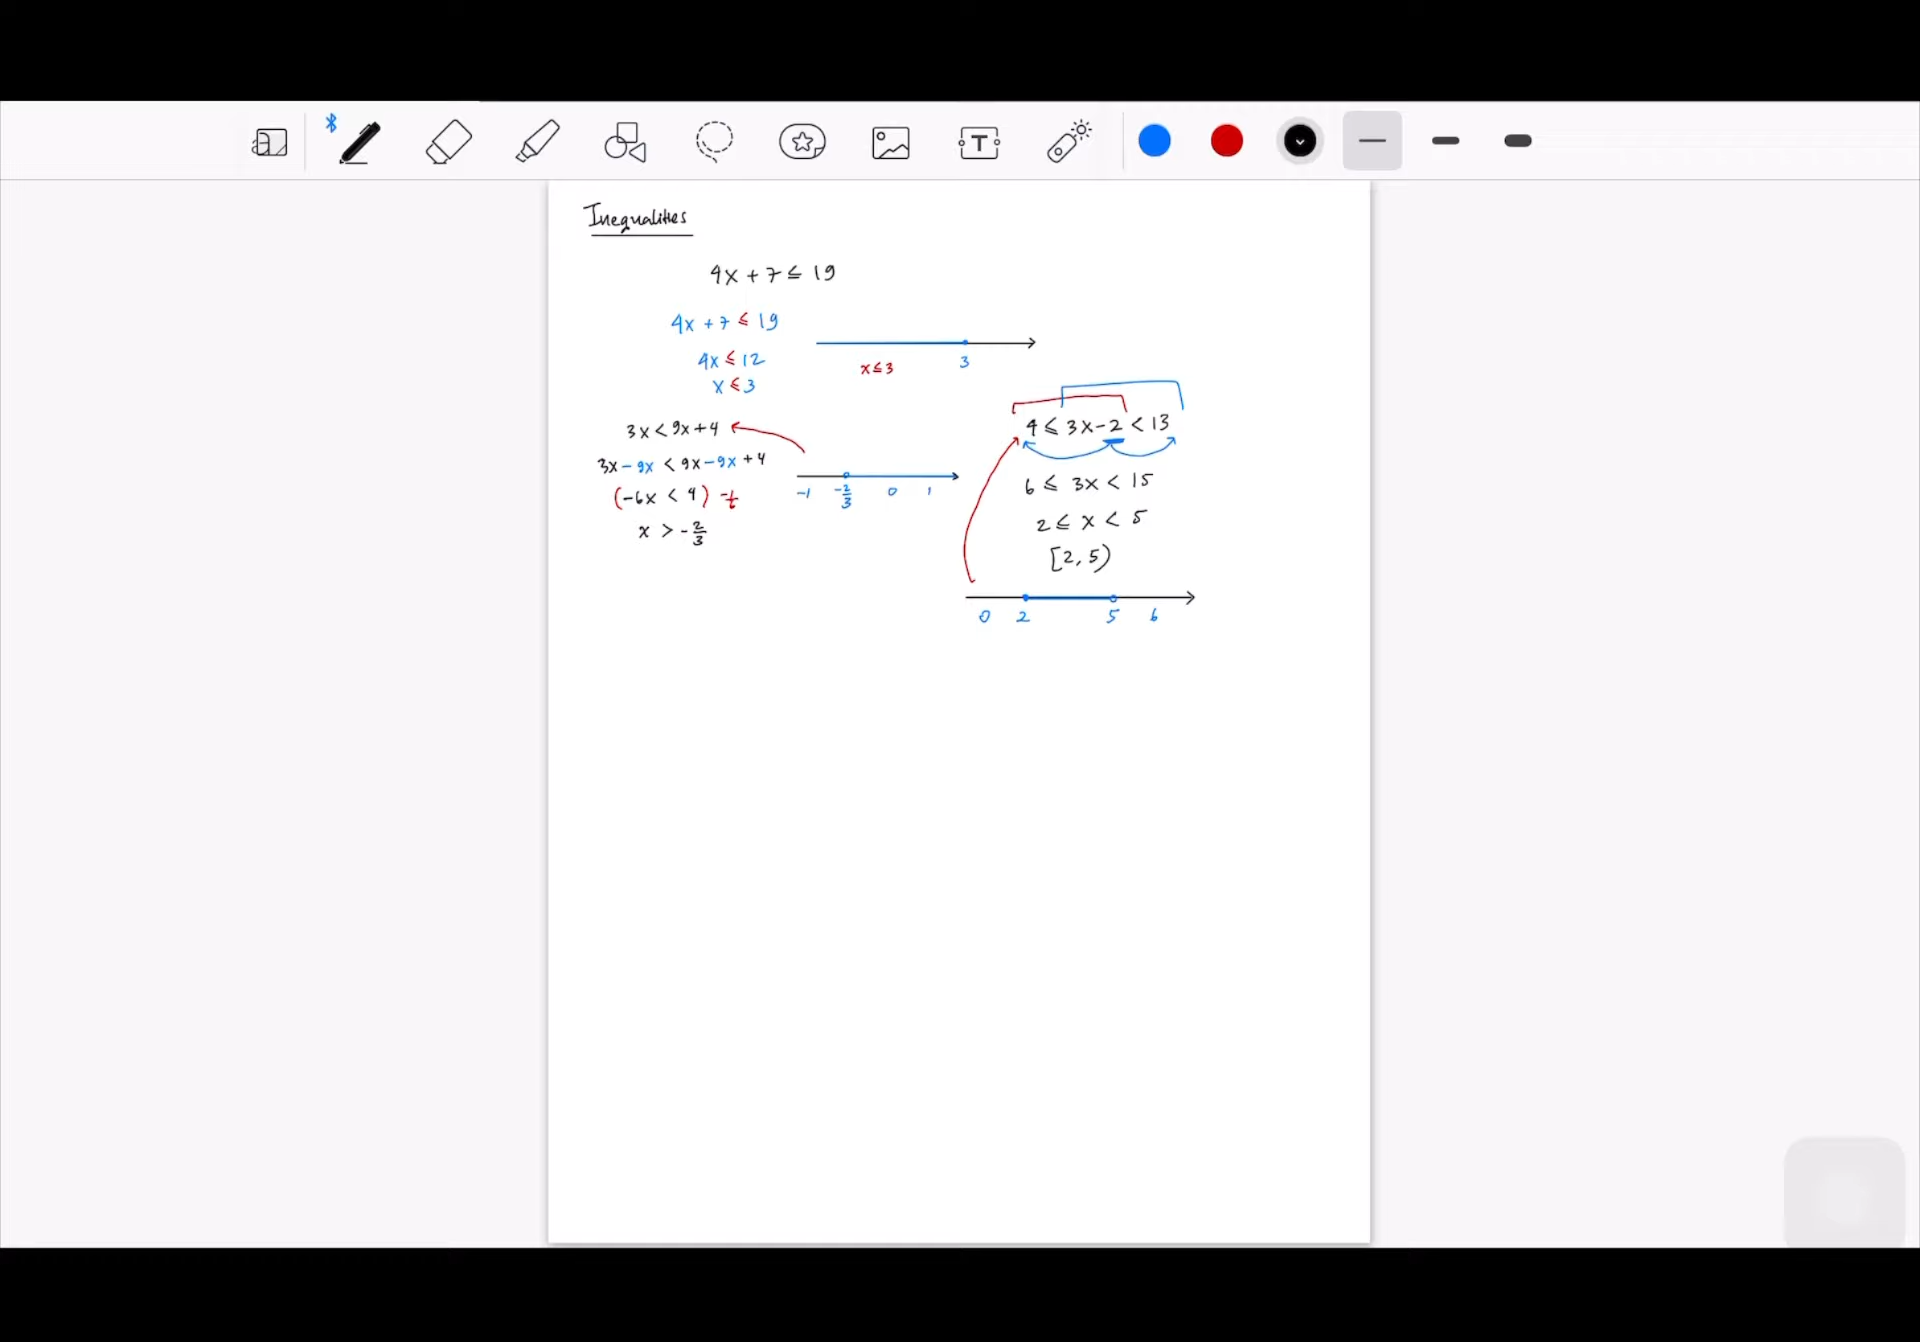 Inequalities
4x + 7 ≤ 19
4x + 7 ≤ 19
4x ≤ 12
x ≤ 3
x ≤ 3
3
3x < 9x + 4
3x - 9x < 9x - 9x + 4
(-6x < 4) -1/6
x > -2/3
-1 -2/3 0 1
4 ≤ 3x - 2 < 13
6 ≤ 3x < 15
2 ≤ x < 5
[2, 5)
0 2 5 6